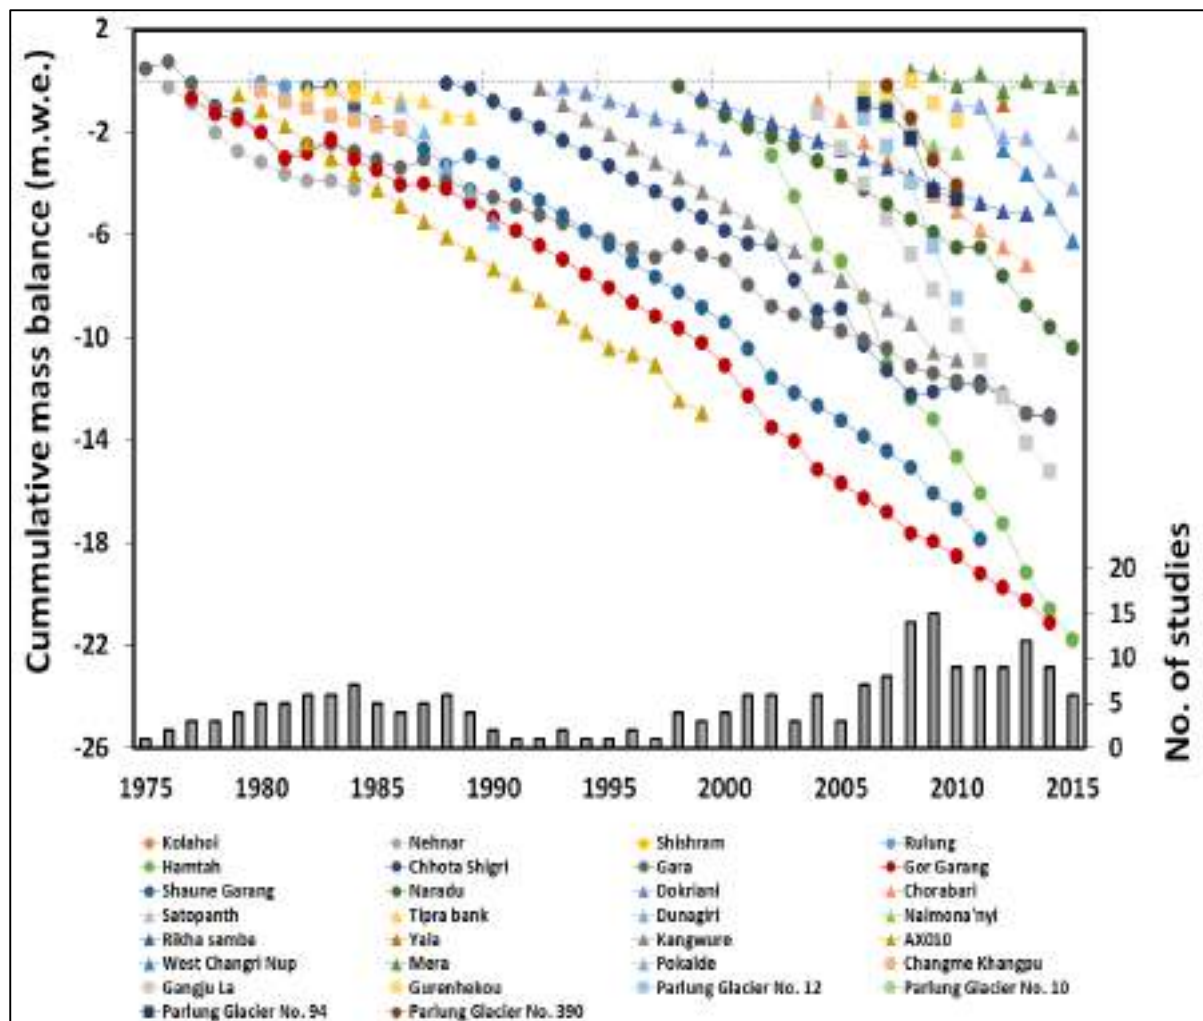 Cummulative mass balance (m.w.e.)
2
-2
-6
-10
-14
-18
-22
-26
20
15
10
5
0
No. of studies
1975 1980 1985 1990 1995 2000 2005 2010 2015
Kolahoi Nehnar Shishram Rulung
Hamtah Chhota Shigri Gara Gor Garang
Shaune Garang Naradu Dokriani Chorabari
Satopanth Tipra bank Dunagiri Naimona'nyi
Rikha samba Yala Kangwure AX010
West Changri Nup Mera Pokalde Changme Khangpu
Gangju La Gurenhekou Parlung Glacier No. 12 Parlung Glacier No. 10
Parlung Glacier No. 94 Parlung Glacier No. 390